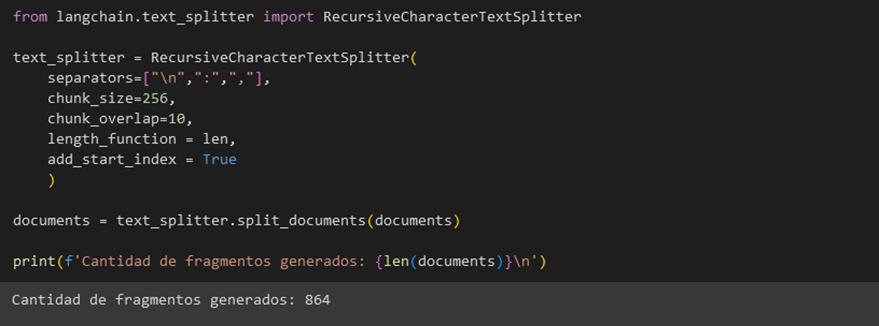 from langchain.text_splitter import RecursiveCharacterTextSplitter
text_splitter = RecursiveCharacterTextSplitter(
    separators=["\n",":",","],
    chunk_size=256,
    chunk_overlap=10,
    length_function = len,
    add_start_index = True
    )
documents = text_splitter.split_documents(documents)
print(f'Cantidad de fragmentos generados: {len(documents)}\n')
Cantidad de fragmentos generados: 864